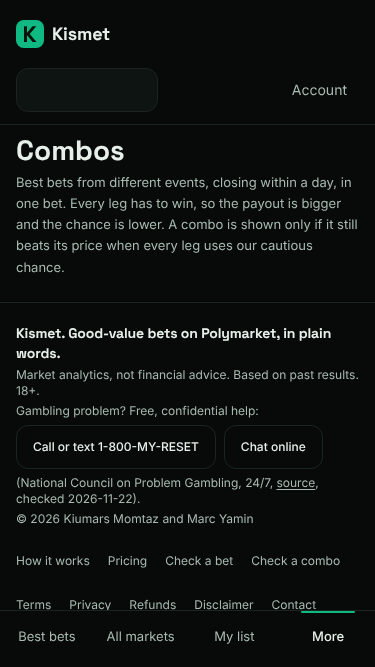 K Kismet
Account
Combos
Best bets from different events, closing within a day, in
one bet. Every leg has to win, so the payout is bigger
and the chance is lower. A combo is shown only if it still
beats its price when every leg uses our cautious
chance.
Kismet. Good-value bets on Polymarket, in plain
words.
Market analytics, not financial advice. Based on past results.
18+.
Gambling problem? Free, confidential help:
Call or text 1-800-MY-RESET Chat online
(National Council on Problem Gambling, 24/7, source,
checked 2026-11-22).
© 2026 Kiumars Momtaz and Marc Yamin
How it works Pricing Check a bet Check a combo
Terms Privacy Refunds Disclaimer Contact
Best bets All markets My list More